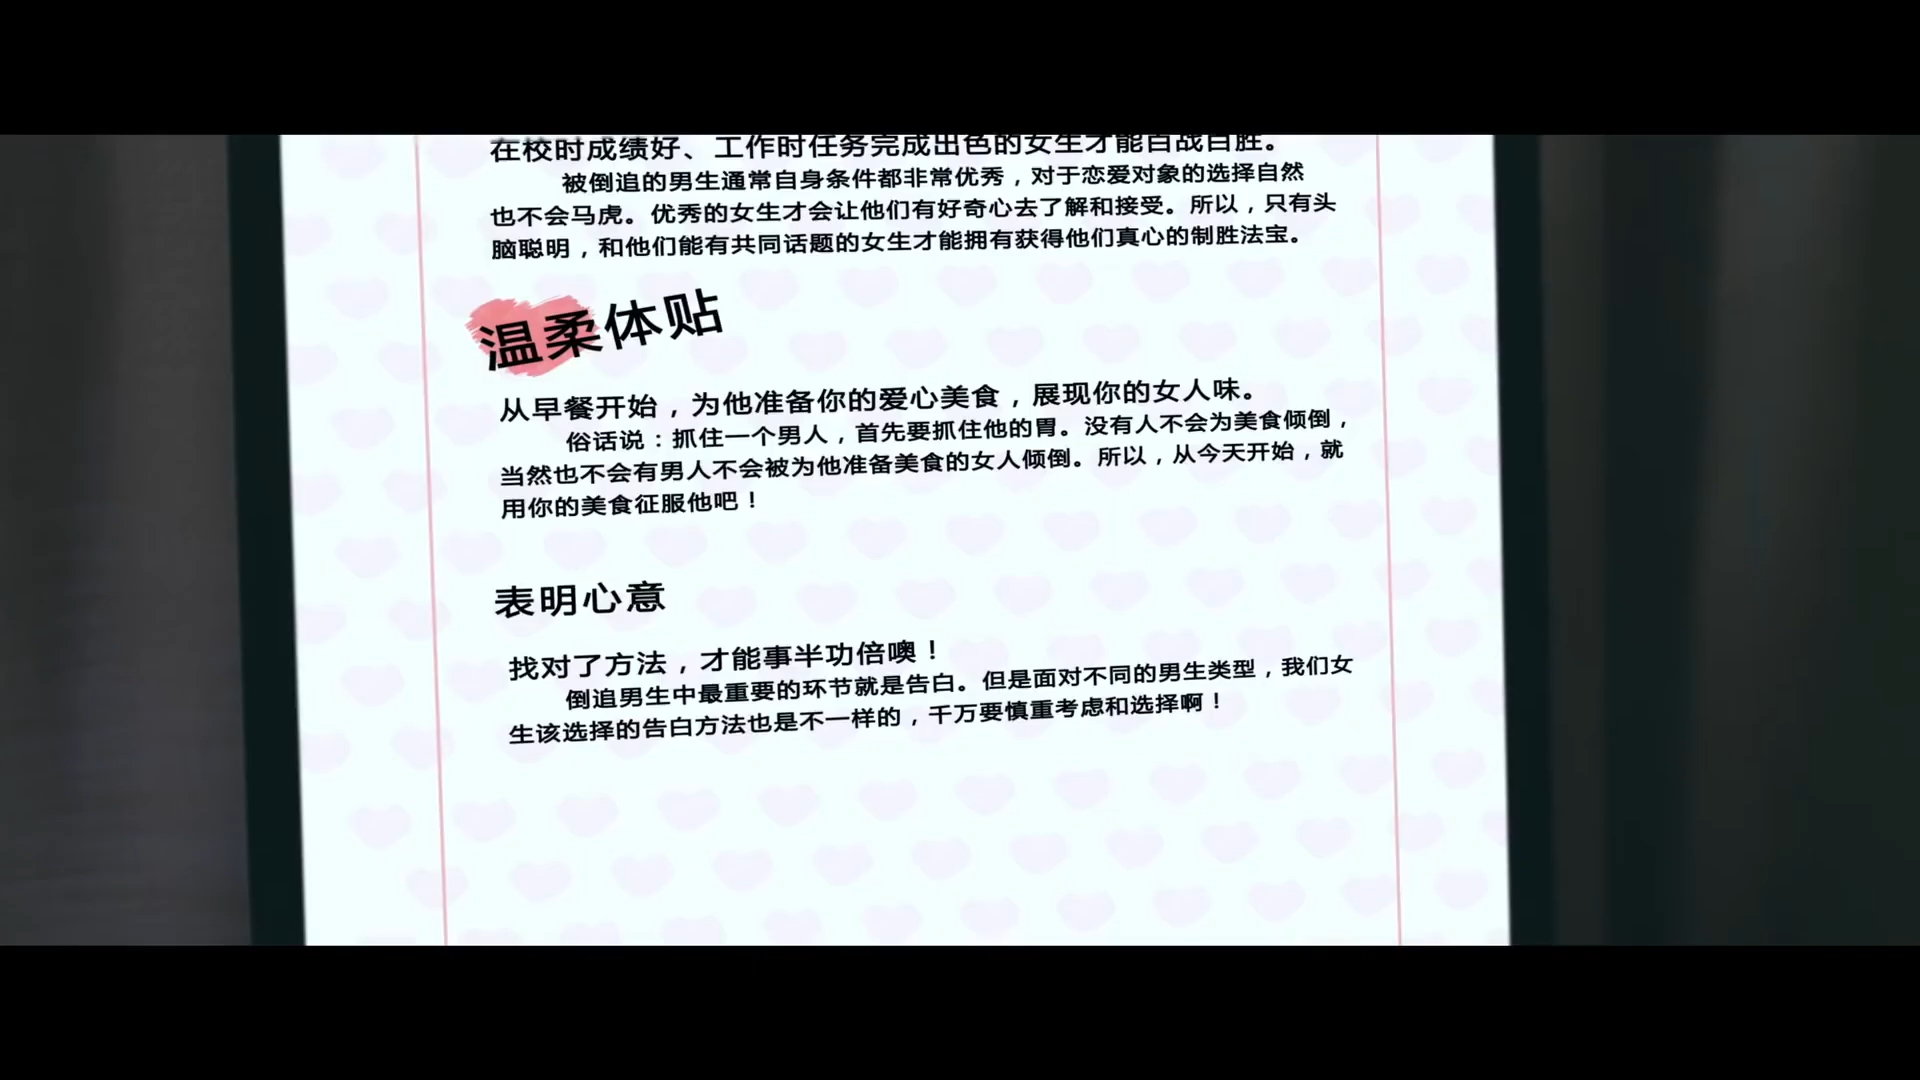 在校时成绩好、工作时任务完成出色的女生才能百战百胜。
被倒追的男生通常自身条件都非常优秀，对于恋爱对象的选择自然
也不会马虎。优秀的女生才会让他们有好奇心去了解和接受。所以，只有头
脑聪明，和他们能有共同话题的女生才能拥有获得他们真心的制胜法宝。
温柔体贴
从早餐开始，为他准备你的爱心美食，展现你的女人味。
俗话说：抓住一个男人，首先要抓住他的胃。没有人不会为美食倾倒，
当然也不会有男人不会被为他准备美食的女人倾倒。所以，从今天开始，就
用你的美食征服他吧！
表明心意
找对了方法，才能事半功倍噢！
倒追男生中最重要的环节就是告白。但是面对不同的男生类型，我们女
生该选择的告白方法也是不一样的，千万要慎重考虑和选择啊！